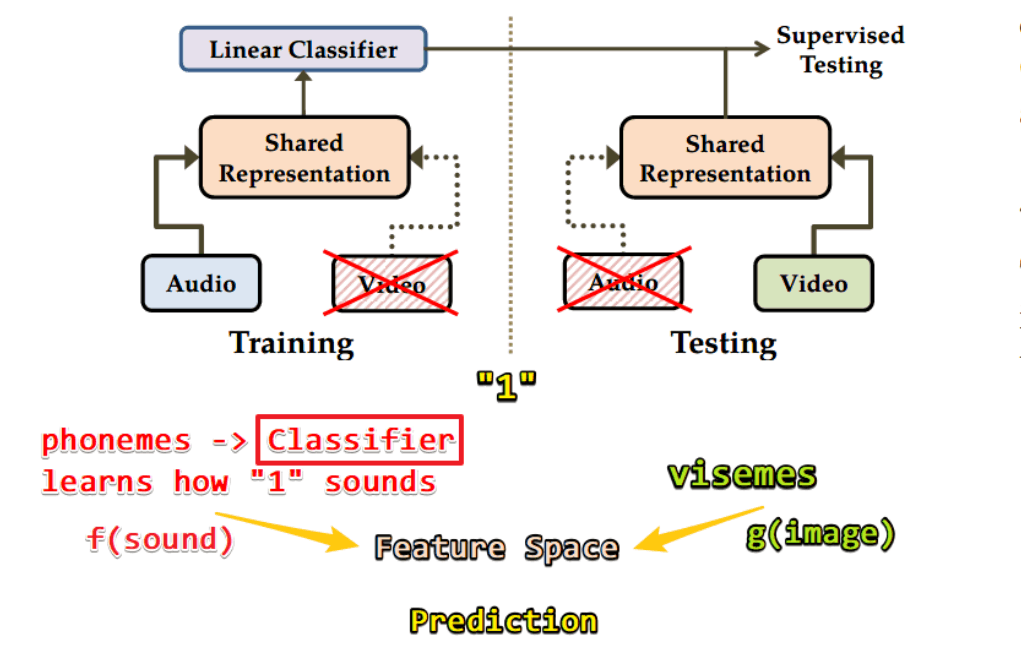 Linear Classifier
Supervised
Testing
Shared
Representation
Shared
Representation
Audio
Video
Audio
Video
Training
Testing
"1"
phonemes -> Classifier
learns how "1" sounds
visemes
f(sound)
g(image)
Feature Space
Prediction